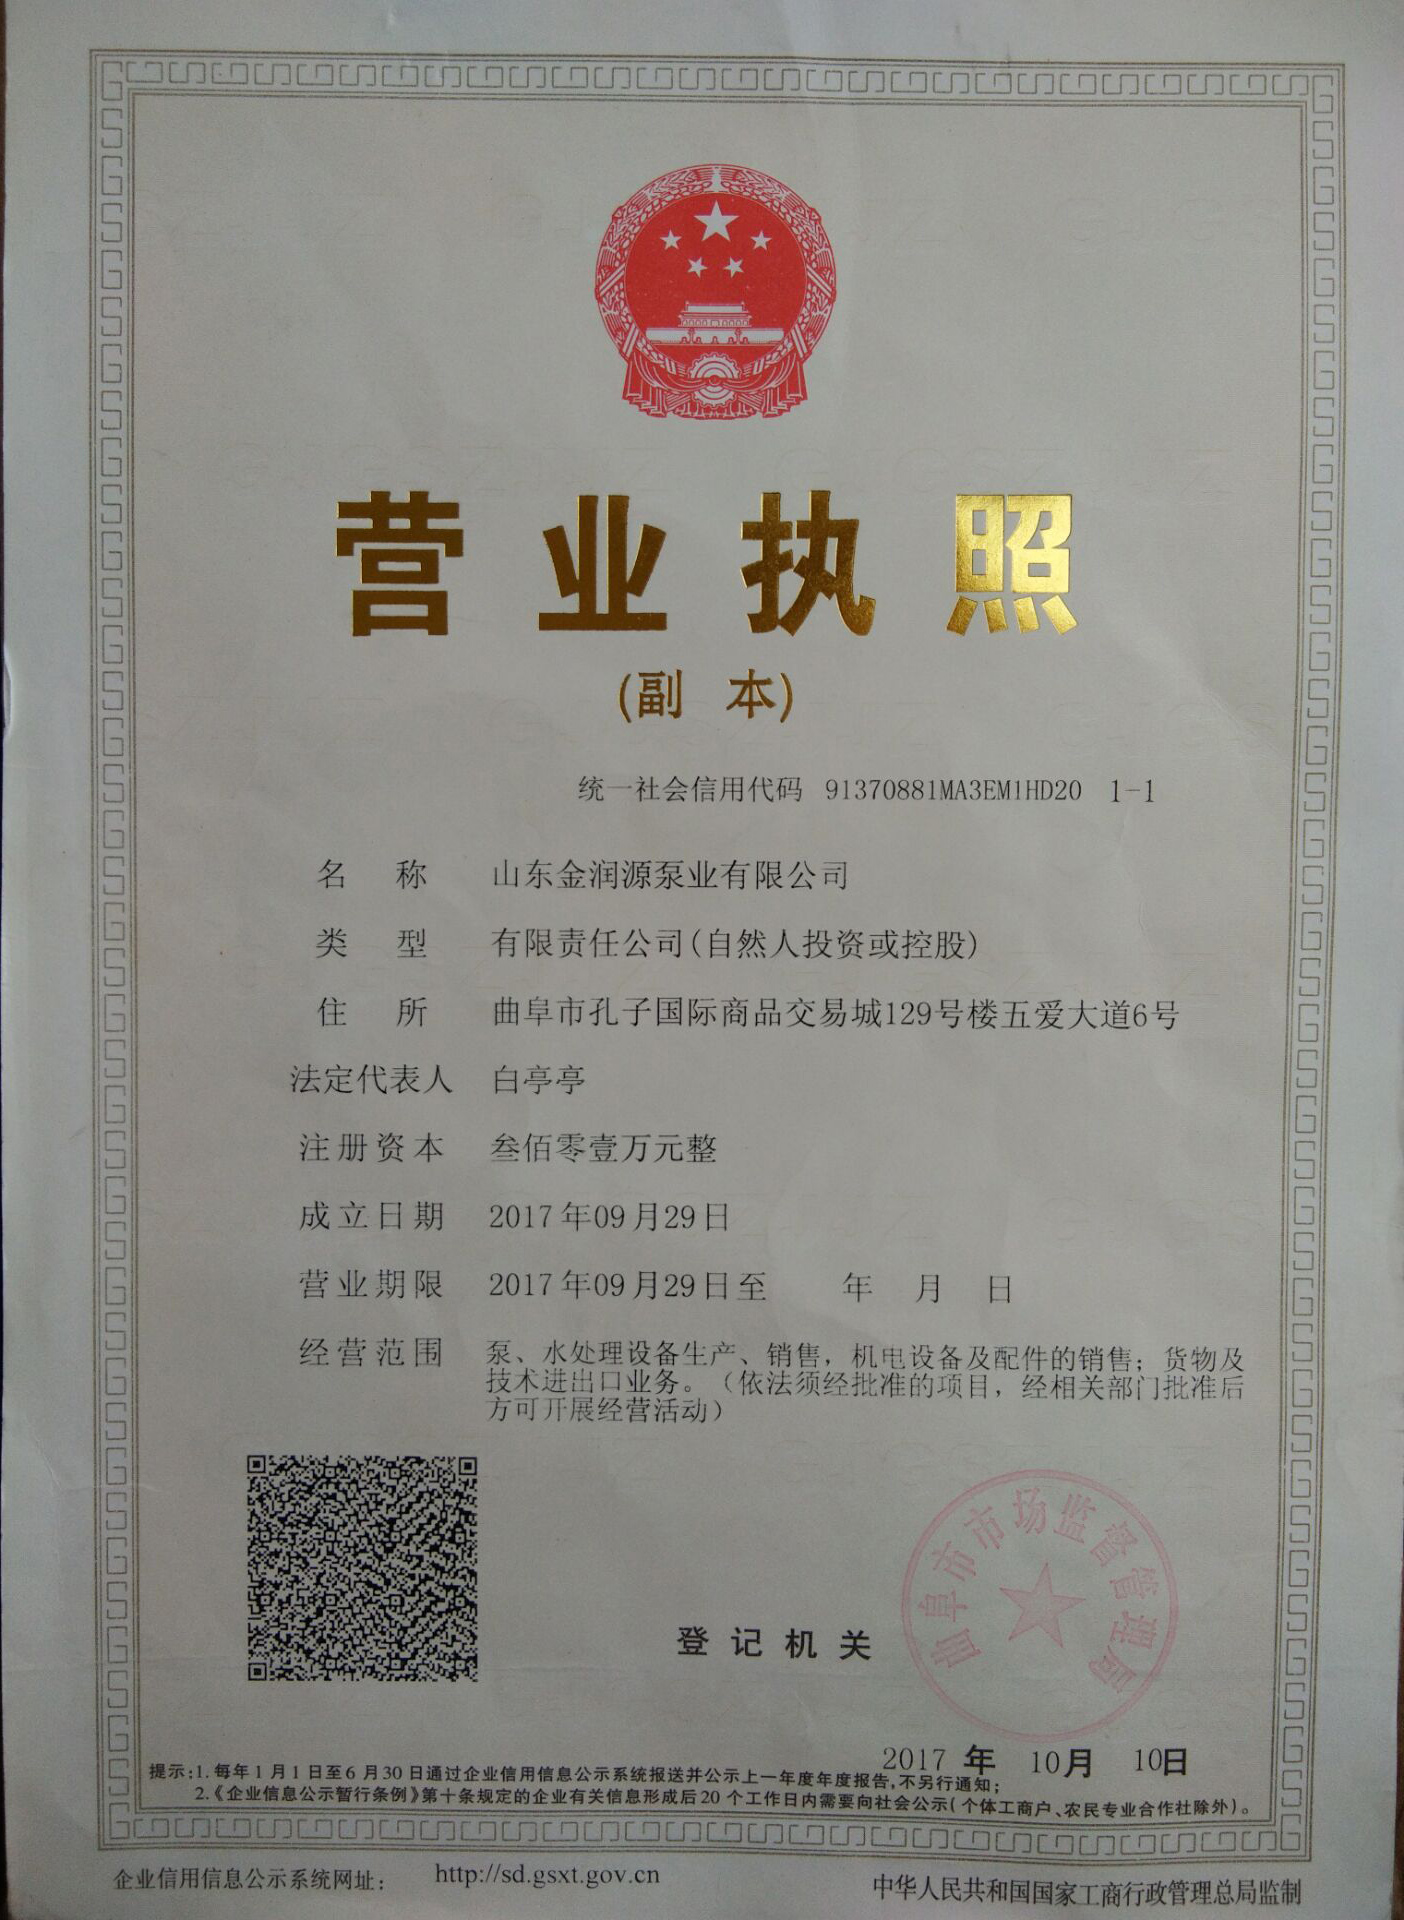 营业执照
(副 本)
统一社会信用代码 91370881MA3EM1HD20 1-1
名 称 山东金润源泵业有限公司
类 型 有限责任公司(自然人投资或控股)
住 所 曲阜市孔子国际商品交易城129号楼五爱大道6号
法定代表人 白亭亭
注册资本 叁佰零壹万元整
成立日期 2017年09月29日
营业期限 2017年09月29日至 年 月 日
经营范围 泵、水处理设备生产、销售，机电设备及配件的销售；货物及
技术进出口业务。（依法须经批准的项目，经相关部门批准后
方可开展经营活动）
曲阜市市场监督管理局
登记机关
2017 年 10月 10日
提示:1.每年1月1日至6月30日通过企业信用信息公示系统报送并公示上一年度年度报告,不另行通知;
2.《企业信息公示暂行条例》第十条规定的企业有关信息形成后20个工作日内需要向社会公示(个体工商户、农民专业合作社除外)。
企业信用信息公示系统网址： http://sd.gsxt.gov.cn
中华人民共和国国家工商行政管理总局监制